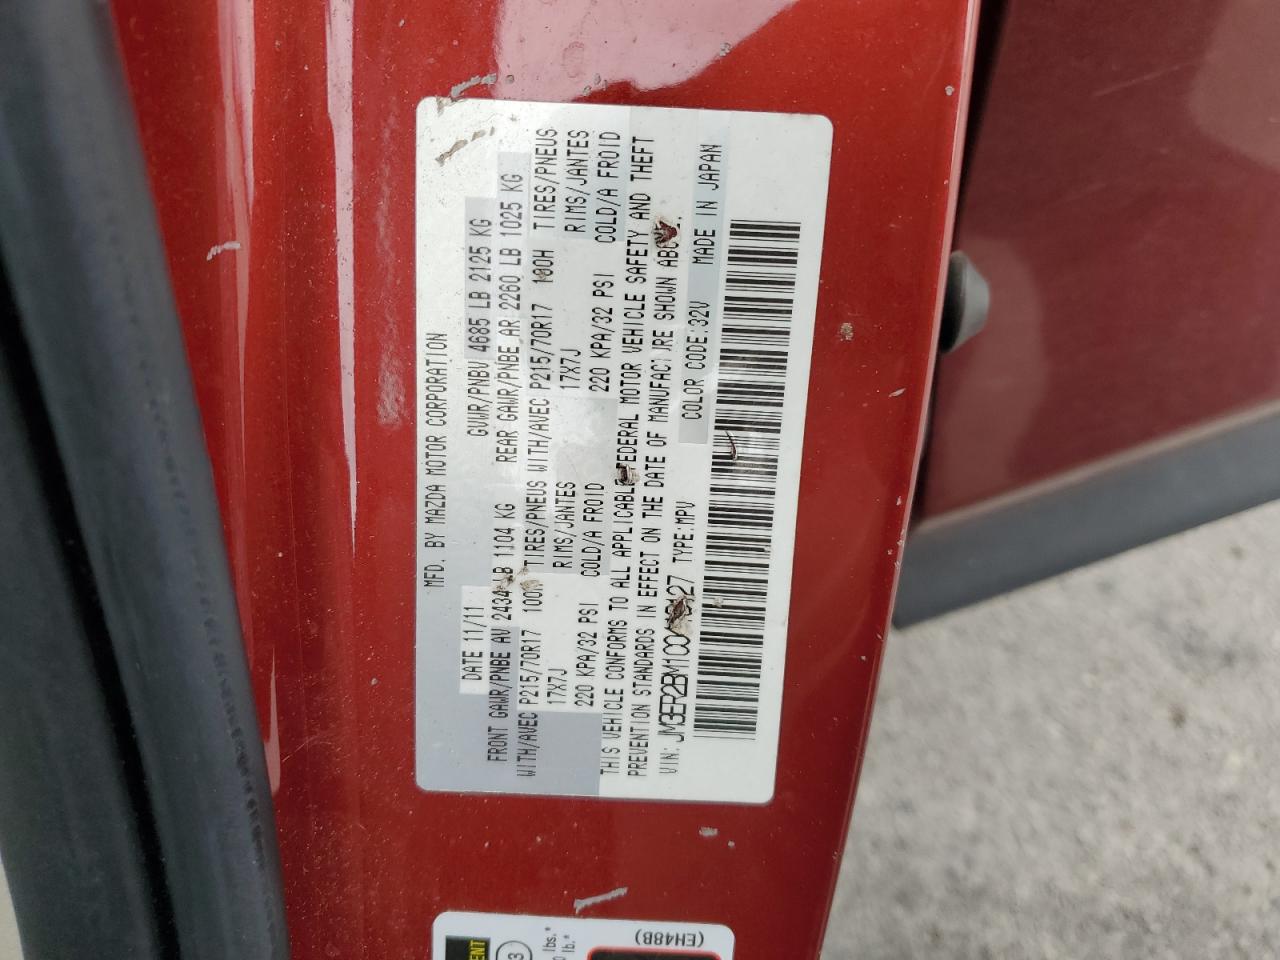 MFD. BY MAZDA MOTOR CORPORATION
DATE 11/11 GVWR/PNBV 4685 LB 2125 KG
FRONT GAWR/PNBE AV 2434 LB 1104 KG REAR GAWR/PNBE AR 2260 LB 1025 KG
WITH/AVEC P215/70R17 100H TIRES/PNEUS WITH/AVEC P215/70R17 100H TIRES/PNEUS
17X7J RIMS/JANTES 17X7J RIMS/JANTES
220 KPA/32 PSI COLD/A FROID 220 KPA/32 PSI COLD/A FROID
THIS VEHICLE CONFORMS TO ALL APPLICABLE FEDERAL MOTOR VEHICLE SAFETY AND THEFT
PREVENTION STANDARDS IN EFFECT ON THE DATE OF MANUFACTURE SHOWN ABOVE.
VIN: TYPE:MPV COLOR CODE:32V MADE IN JAPAN
(EH48B)
lbs.*
lb.*